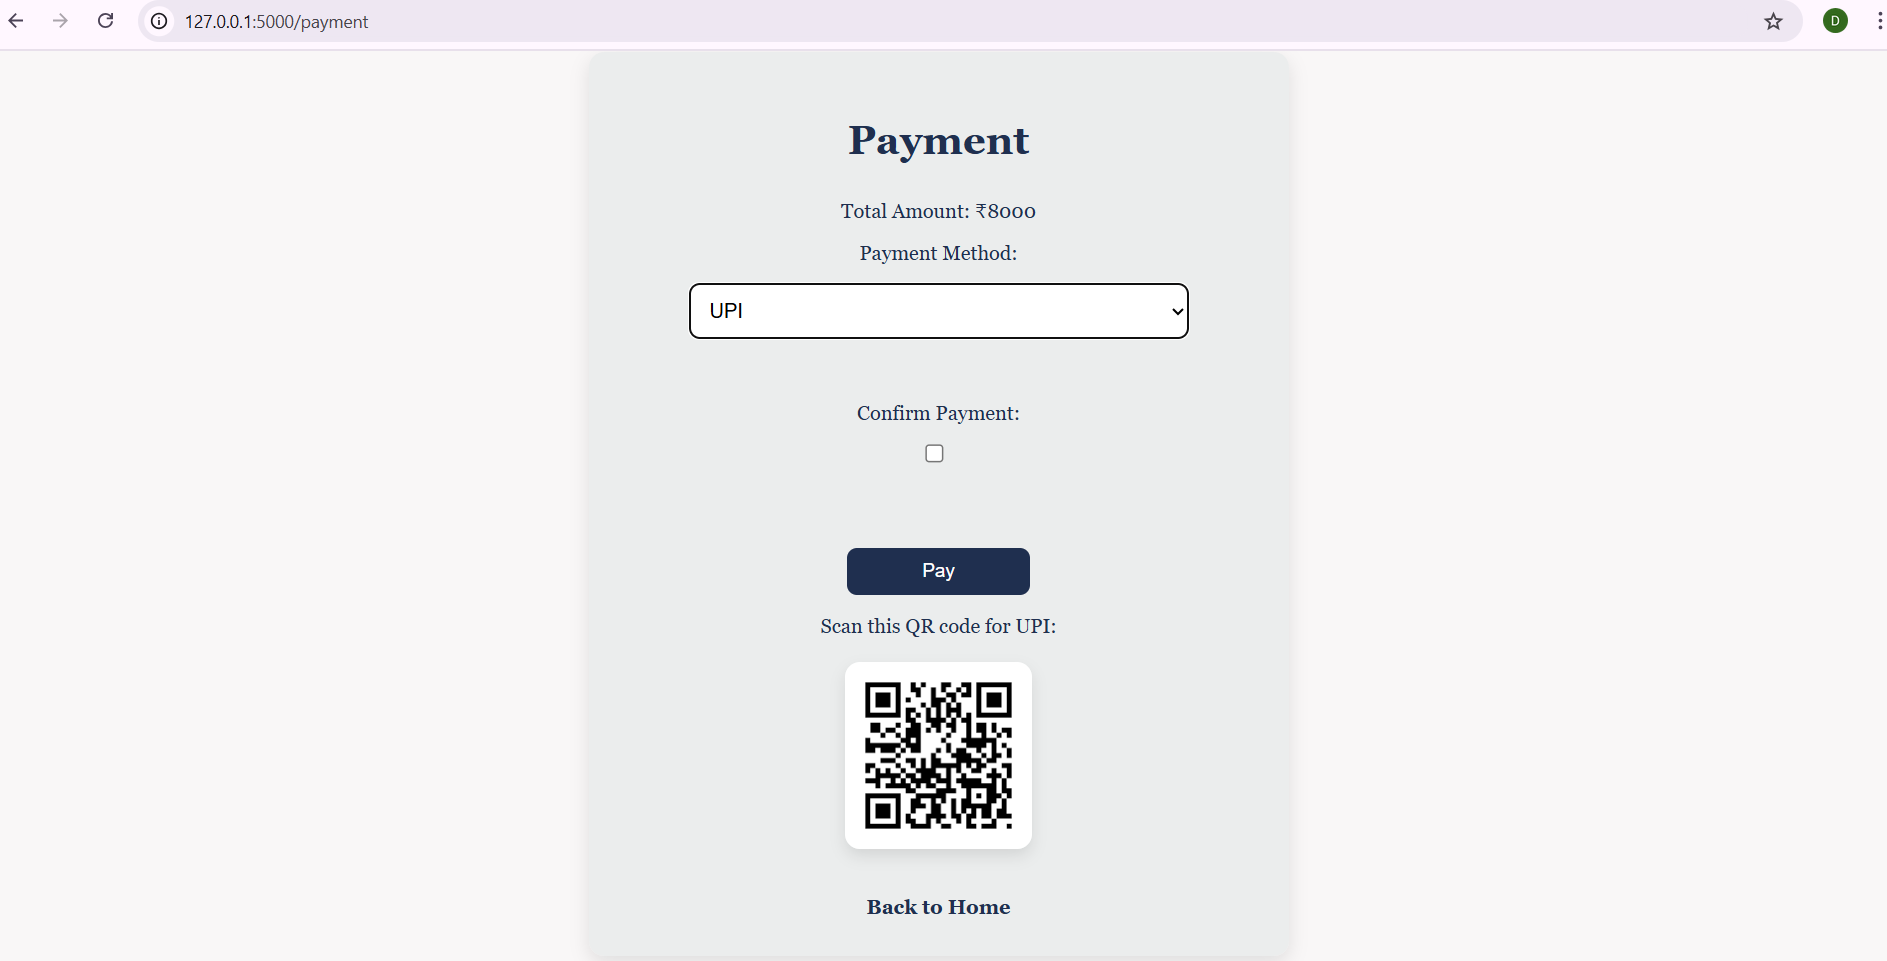 127.0.0.1:5000/payment
D
Payment
Total Amount: ₹8000
Payment Method:
UPI
Confirm Payment:
Pay
Scan this QR code for UPI:
Back to Home